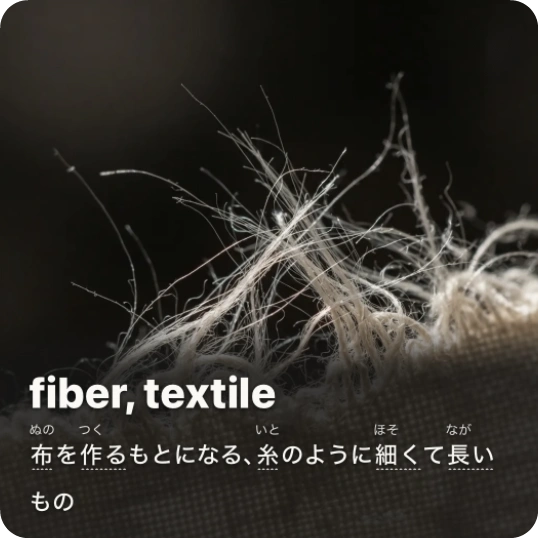 fiber, textile
ぬの つく いと ほそ なが
布を作るもとになる、糸のように細くて長い
もの